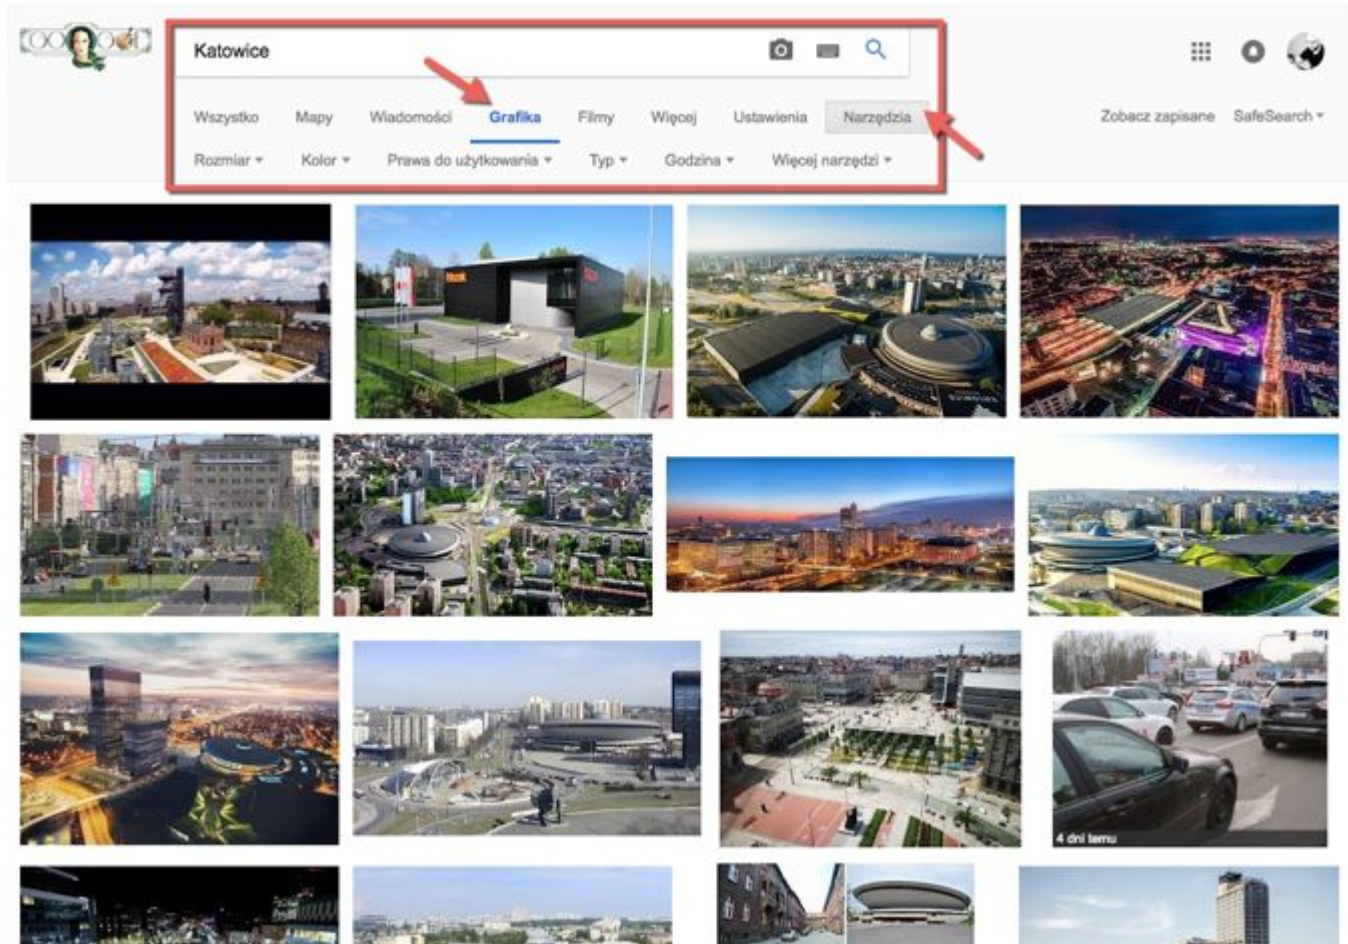 Katowice
Wszystko Mapy Wiadomości Grafika Filmy Więcej Ustawienia Narzędzia
Zobacz zapisane SafeSearch
Rozmiar Kolor Prawa do użytkowania Typ Godzina Więcej narzędzi
4 dni temu